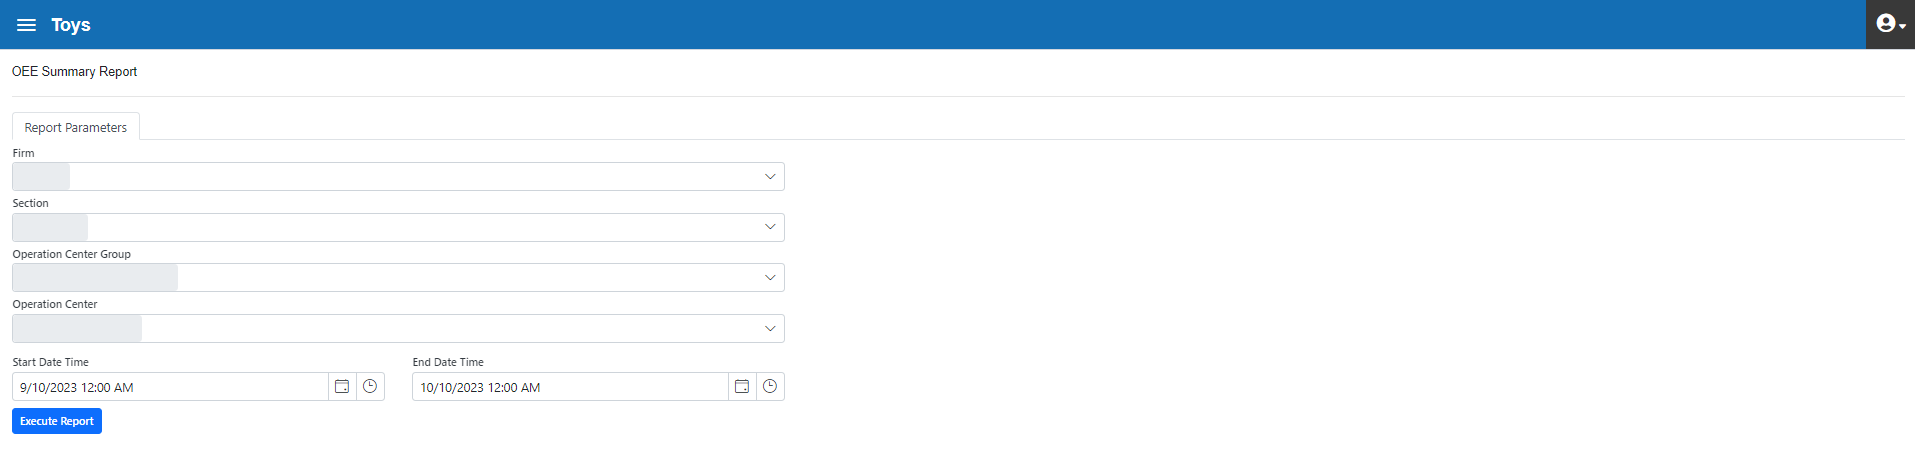 Toys
OEE Summary Report
Report Parameters
Firm
Section
Operation Center Group
Operation Center
Start Date Time
End Date Time
9/10/2023 12:00 AM
10/10/2023 12:00 AM
Execute Report